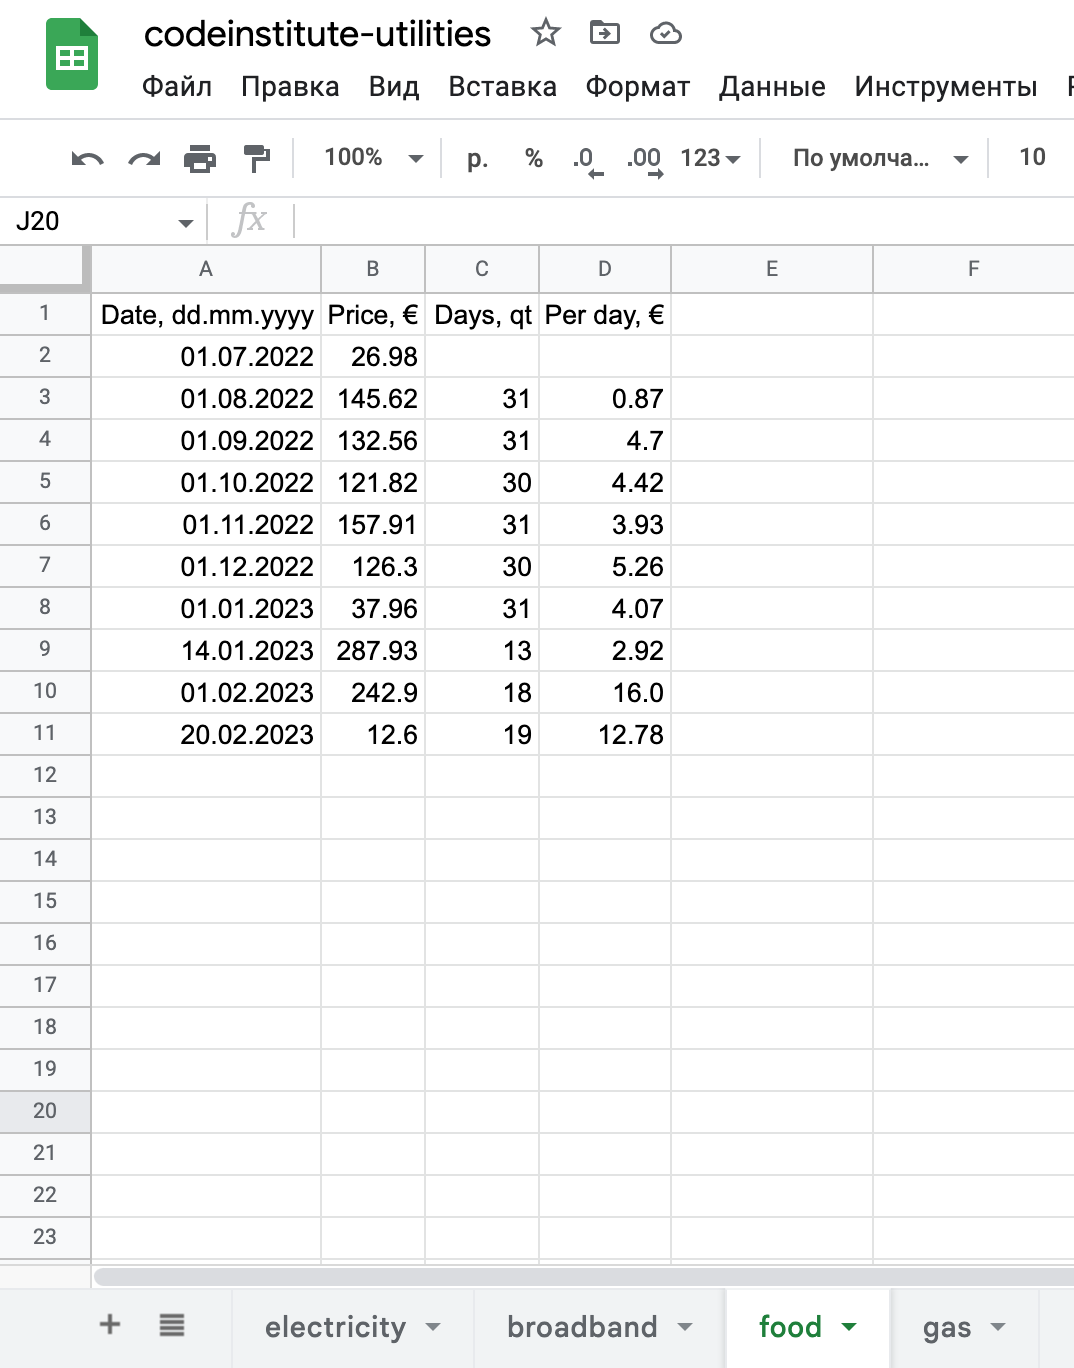 codeinstitute-utilities
Файл Правка Вид Вставка Формат Данные Инструменты
100% р. % .0 .00 123 По умолча... 10
J20 fx
A B C D E F
1 Date, dd.mm.yyyy Price, € Days, qt Per day, €
2 01.07.2022 26.98
3 01.08.2022 145.62 31 0.87
4 01.09.2022 132.56 31 4.7
5 01.10.2022 121.82 30 4.42
6 01.11.2022 157.91 31 3.93
7 01.12.2022 126.3 30 5.26
8 01.01.2023 37.96 31 4.07
9 14.01.2023 287.93 13 2.92
10 01.02.2023 242.9 18 16.0
11 20.02.2023 12.6 19 12.78
12
13
14
15
16
17
18
19
20
21
22
23
electricity broadband food gas